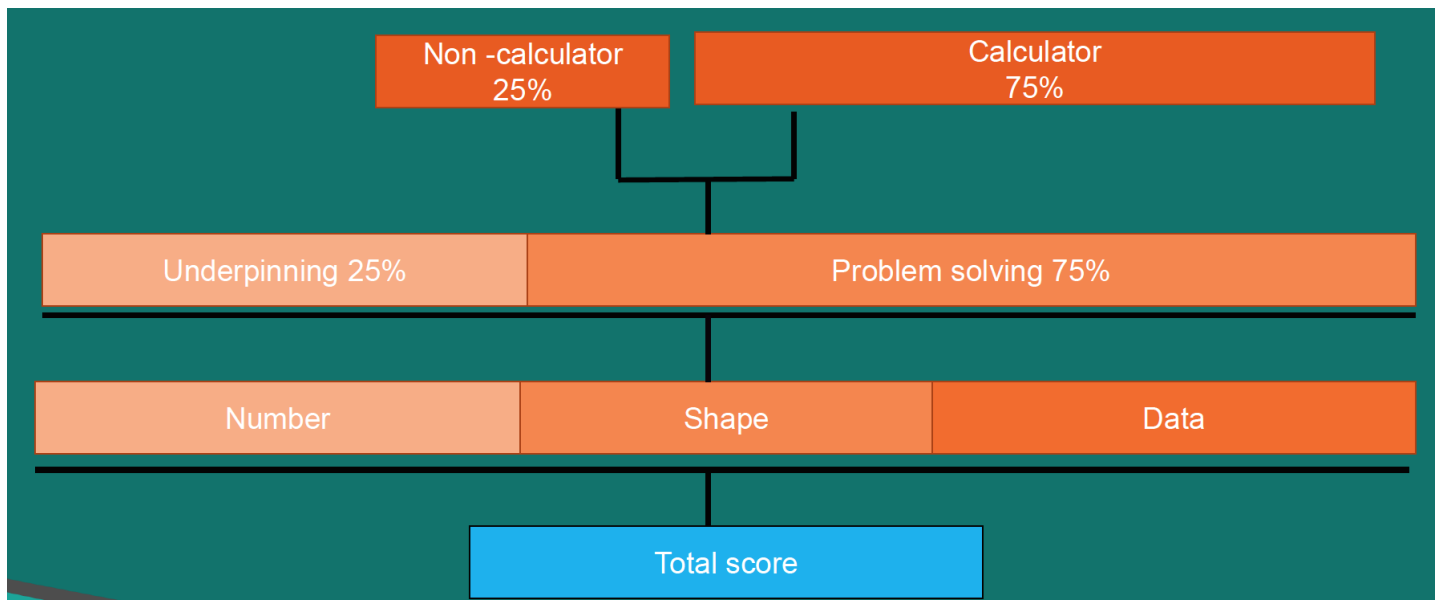 Non -calculator
25%
Calculator
75%
Underpinning 25%
Problem solving 75%
Number
Shape
Data
Total score